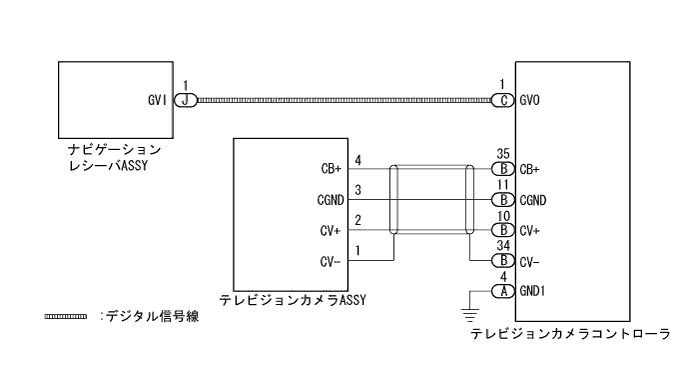 1
GVI
J
ナビゲーション
レシーバASSY
1
C
GVO
CB+
4
CGND
3
CV+
2
CV-
1
テレビジョンカメラASSY
35
B
CB+
11
B
CGND
10
B
CV+
34
B
CV-
4
A
GND1
テレビジョンカメラコントローラ
:デジタル信号線